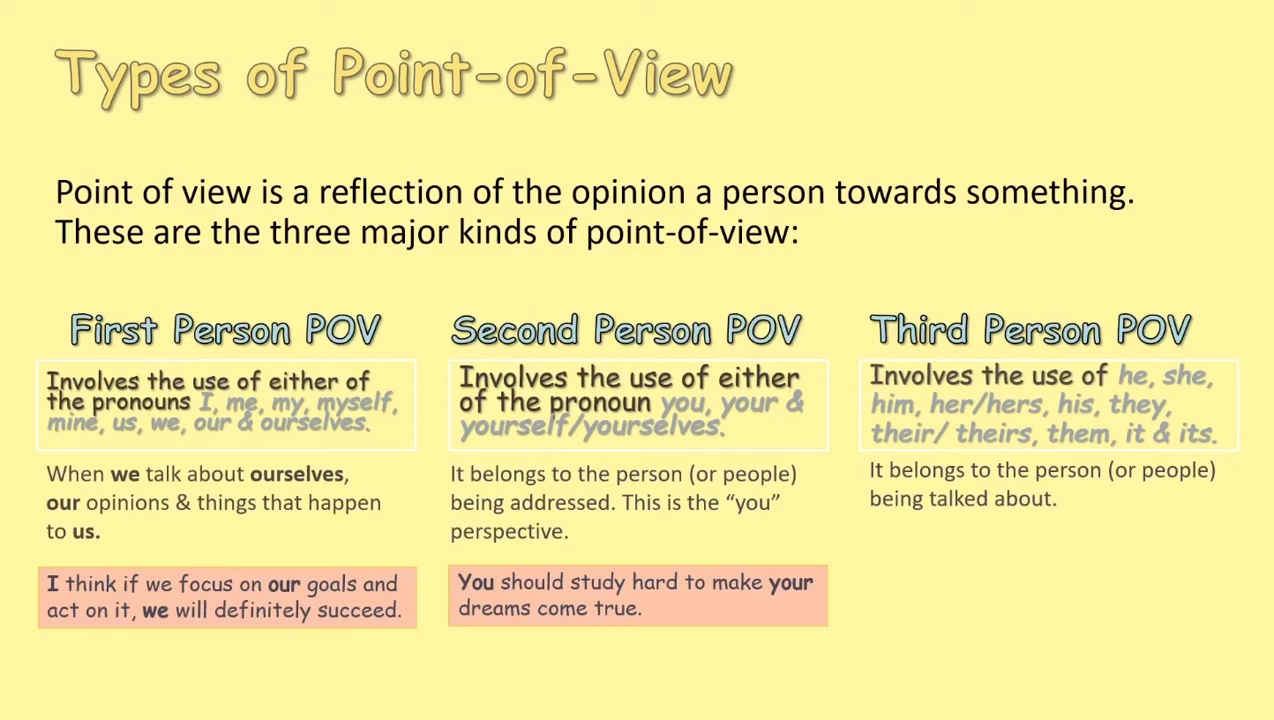 Types of Point-of-View
Point of view is a reflection of the opinion a person towards something.
These are the three major kinds of point-of-view:
First Person POV
Involves the use of either of
the pronouns I, me, my, myself,
mine, us, we, our & ourselves.
When we talk about ourselves,
our opinions & things that happen
to us.
I think if we focus on our goals and
act on it, we will definitely succeed.
Second Person POV
Involves the use of either
of the pronoun you, your &
yourself/yourselves.
It belongs to the person (or people)
being addressed. This is the “you”
perspective.
You should study hard to make your
dreams come true.
Third Person POV
Involves the use of he, she,
him, her/hers, his, they,
their/ theirs, them, it & its.
It belongs to the person (or people)
being talked about.